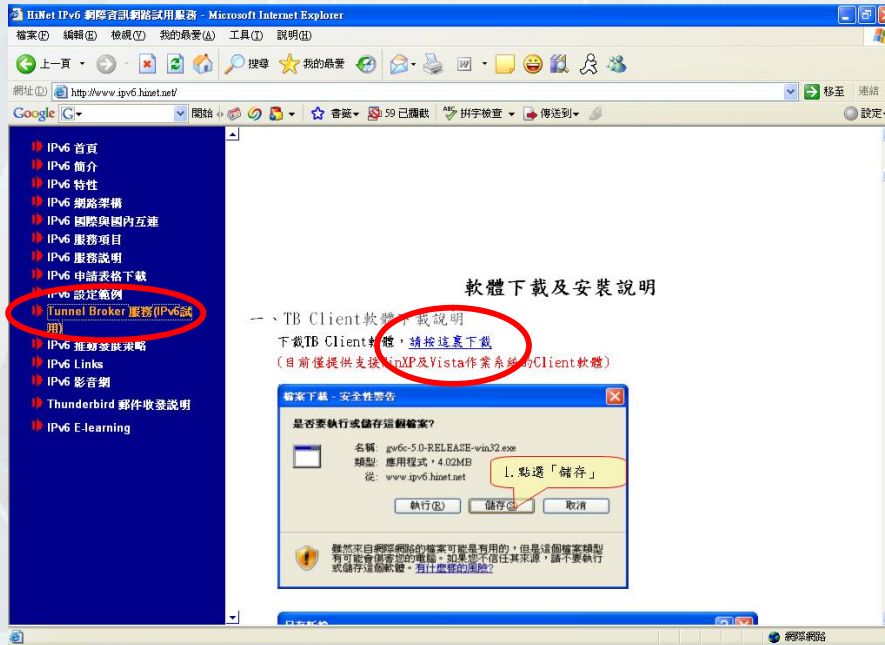 HiNet IPv6 網際資訊網路試用服務 - Microsoft Internet Explorer
檔案(F) 編輯(E) 檢視(V) 我的最愛(A) 工具(T) 說明(H)
上一頁 搜尋 我的最愛
網址(D) http://www.ipv6.hinet.net/ 移至 連結
Google G 開始 書籤 59 已攔截 拼字檢查 傳送到 設定
IPv6 首頁
IPv6 簡介
IPv6 特性
IPv6 網路架構
IPv6 國際與國內互連
IPv6 服務項目
IPv6 服務說明
IPv6 申請表格下載
IPv6 設定範例
Tunnel Broker 服務(IPv6試用)
IPv6 推動發展策略
IPv6 Links
IPv6 影音網
Thunderbird 郵件收發說明
IPv6 E-learning
軟體下載及安裝說明
一、TB Client軟體下載說明
下載TB Client軟體，請按這裏下載
(目前僅提供支援WinXP及Vista作業系統的Client軟體)
檔案下載 - 安全性警告
是否要執行或儲存這個檔案?
名稱: gw6c-5.0-RELEASE-win32.exe
類型: 應用程式，4.02MB
從: www.ipv6.hinet.net
1. 點選「儲存」
執行(R) 儲存(S) 取消
雖然來自網際網路的檔案可能是有用的，但是這個檔案類型
有可能會傷害您的電腦。如果您不信任其來源，請不要執行
或儲存這個軟體。有什麼樣的風險?
網際網路